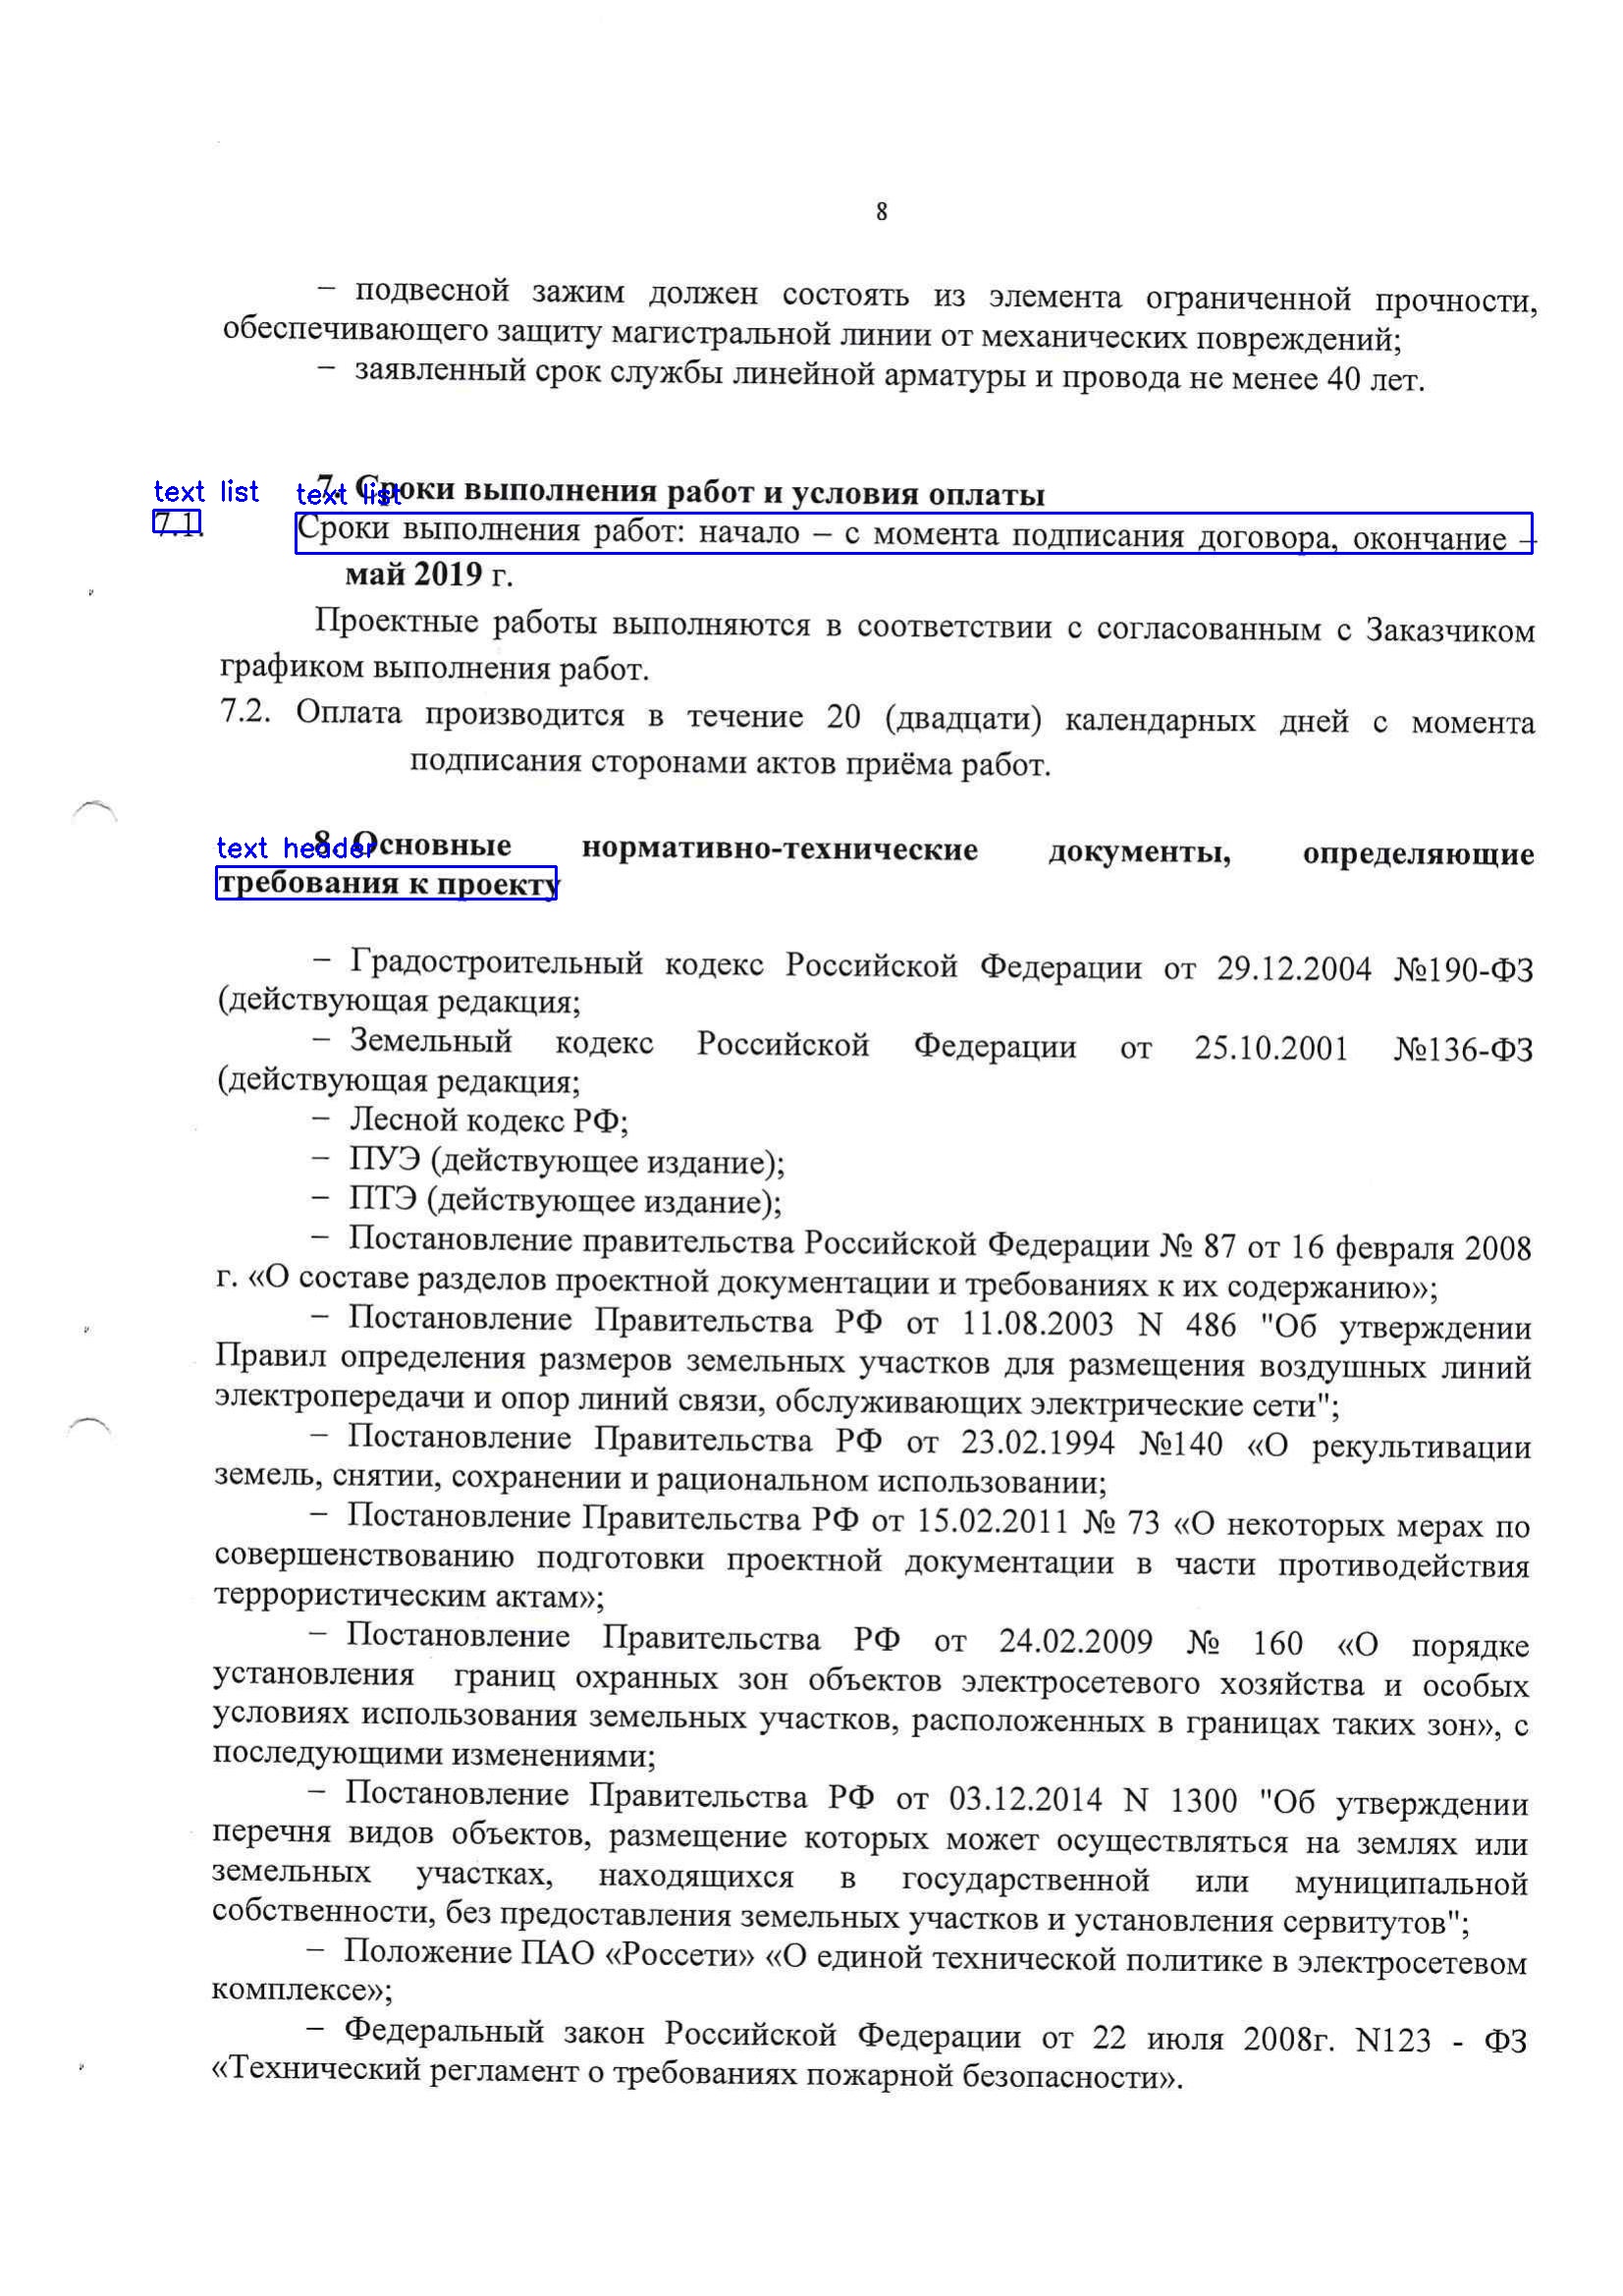 8
– подвесной зажим должен состоять из элемента ограниченной прочности,
обеспечивающего защиту магистральной линии от механических повреждений;
– заявленный срок службы линейной арматуры и провода не менее 40 лет.
7. Сроки выполнения работ и условия оплаты
text list
text list
7.1. Сроки выполнения работ: начало – с момента подписания договора, окончание –
май 2019 г.
Проектные работы выполняются в соответствии с согласованным с Заказчиком
графиком выполнения работ.
7.2. Оплата производится в течение 20 (двадцати) календарных дней с момента
подписания сторонами актов приёма работ.
8. Основные нормативно-технические документы, определяющие
text header
требования к проекту
– Градостроительный кодекс Российской Федерации от 29.12.2004 №190-ФЗ
(действующая редакция;
– Земельный кодекс Российской Федерации от 25.10.2001 №136-ФЗ
(действующая редакция;
– Лесной кодекс РФ;
– ПУЭ (действующее издание);
– ПТЭ (действующее издание);
– Постановление правительства Российской Федерации № 87 от 16 февраля 2008
г. «О составе разделов проектной документации и требованиях к их содержанию»;
– Постановление Правительства РФ от 11.08.2003 N 486 "Об утверждении
Правил определения размеров земельных участков для размещения воздушных линий
электропередачи и опор линий связи, обслуживающих электрические сети";
– Постановление Правительства РФ от 23.02.1994 №140 «О рекультивации
земель, снятии, сохранении и рациональном использовании;
– Постановление Правительства РФ от 15.02.2011 № 73 «О некоторых мерах по
совершенствованию подготовки проектной документации в части противодействия
террористическим актам»;
– Постановление Правительства РФ от 24.02.2009 № 160 «О порядке
установления границ охранных зон объектов электросетевого хозяйства и особых
условиях использования земельных участков, расположенных в границах таких зон», с
последующими изменениями;
– Постановление Правительства РФ от 03.12.2014 N 1300 "Об утверждении
перечня видов объектов, размещение которых может осуществляться на землях или
земельных участках, находящихся в государственной или муниципальной
собственности, без предоставления земельных участков и установления сервитутов";
– Положение ПАО «Россети» «О единой технической политике в электросетевом
комплексе»;
– Федеральный закон Российской Федерации от 22 июля 2008г. N123 - ФЗ
«Технический регламент о требованиях пожарной безопасности».